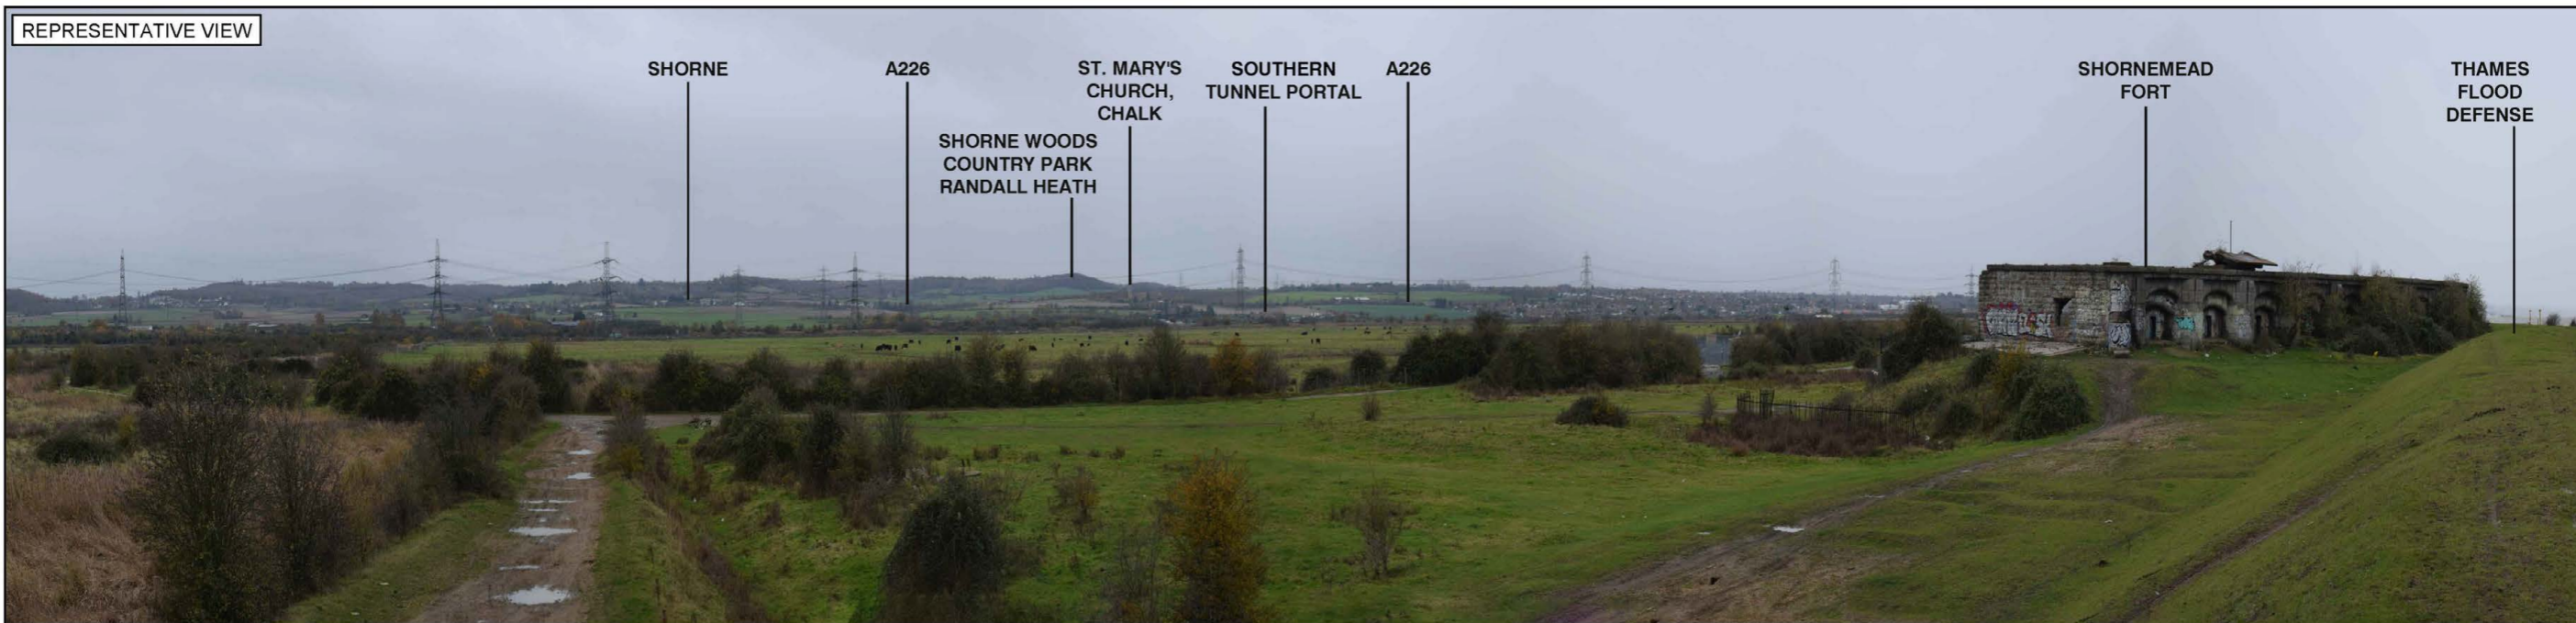 REPRESENTATIVE VIEW
SHORNE
A226
SHORNE WOODS
COUNTRY PARK
RANDALL HEATH
ST. MARY'S
CHURCH,
CHALK
SOUTHERN
TUNNEL PORTAL
A226
SHORNEMEAD
FORT
THAMES
FLOOD
DEFENSE